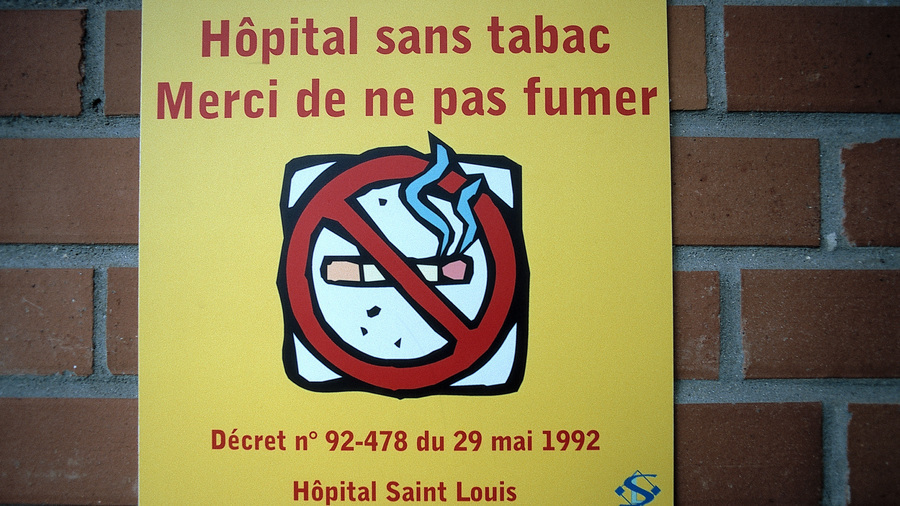 Hôpital sans tabac
Merci de ne pas fumer
Décret n° 92-478 du 29 mai 1992
Hôpital Saint Louis